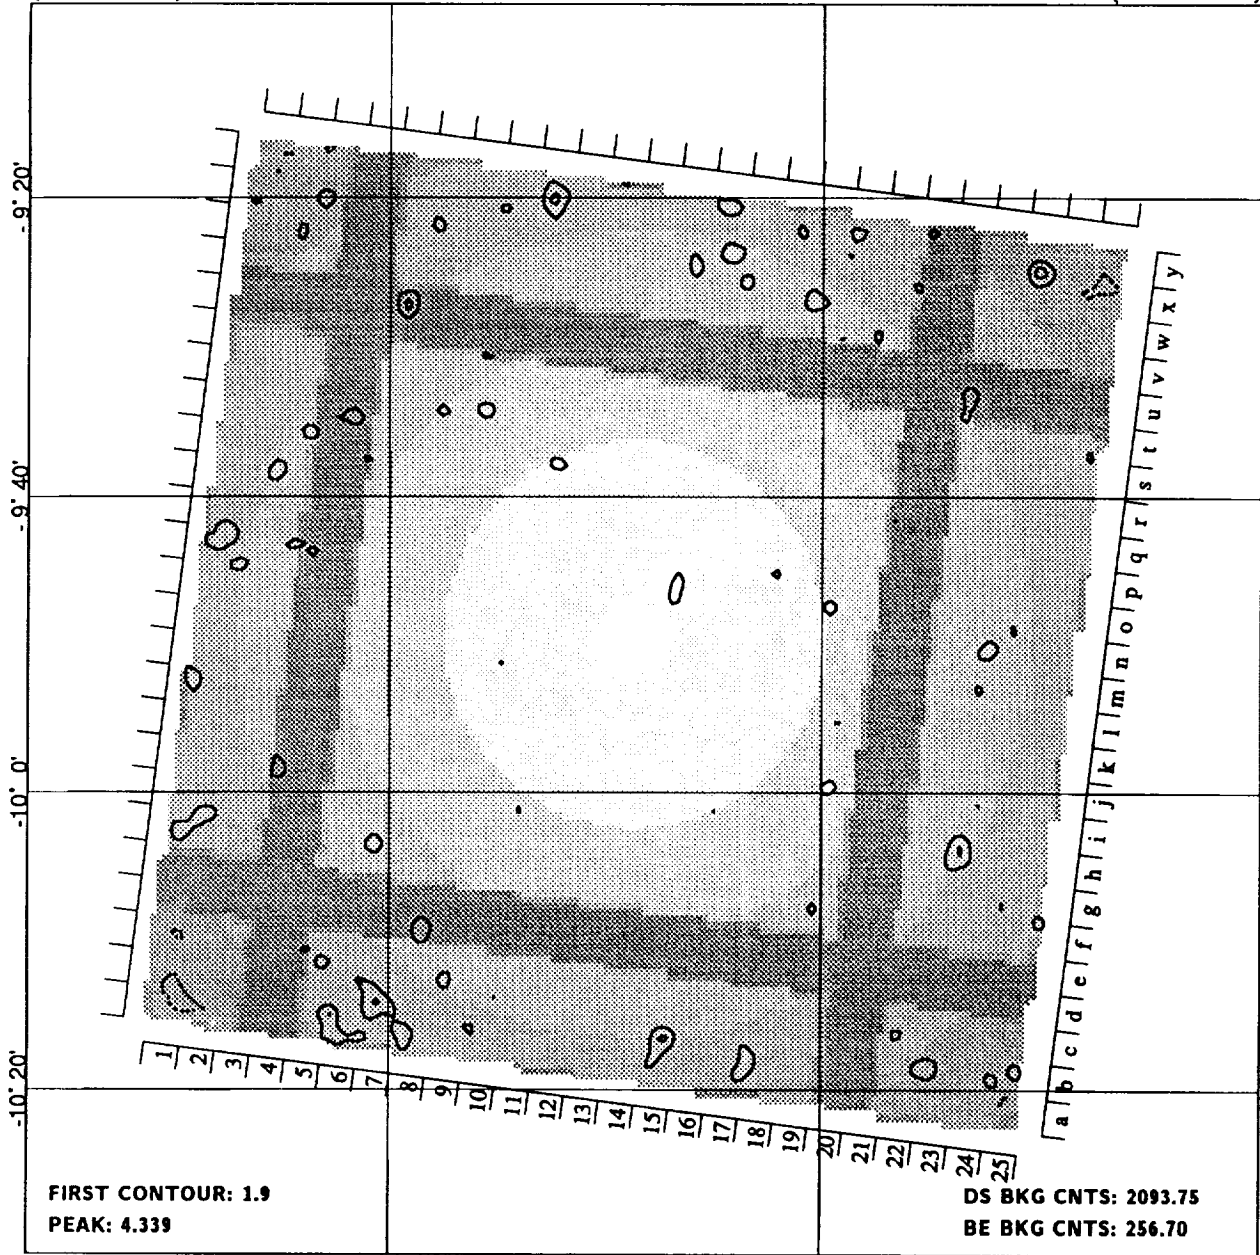 -9° 20'
-9° 40'
-10° 0'
-10° 20'
a b c d e f g h i j k l m n o p q r s t u v w x y
1 2 3 4 5 6 7 8 9 10 11 12 13 14 15 16 17 18 19 20 21 22 23 24 25
FIRST CONTOUR: 1.9
PEAK: 4.339
DS BKG CNTS: 2093.75
BE BKG CNTS: 256.70